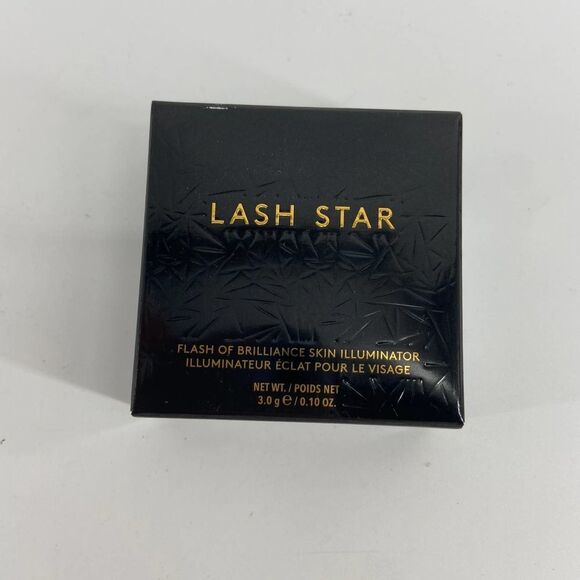 LASH STAR
FLASH OF BRILLIANCE SKIN ILLUMINATOR
ILLUMINATEUR ÉCLAT POUR LE VISAGE
NET WT. / POIDS NET
3.0 g ℮ / 0.10 OZ.